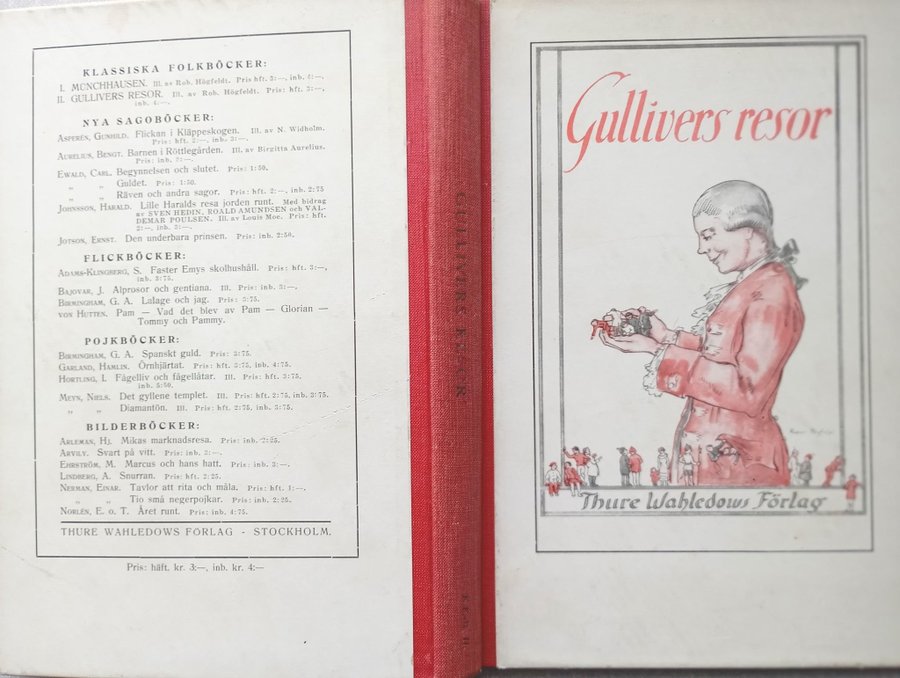 KLASSISKA FOLKBÖCKER:
I. MÜNCHHAUSEN. Ill. av Rob. Högfeldt. Pris hft. 3:—, inb. 4:—,
II. GULLIVERS RESOR. Ill. av Rob. Högfeldt. Pris: hft. 3:—,
inb. 4:—.
NYA SAGOBÖCKER:
ASPERÉN, GUNHILD. Flickan i Kläppeskogen. Ill. av N. Widholm.
Pris: hft. 2:—, inb. 3:—.
AURELIUS, BENGT. Barnen i Röttlegården. Ill. av Birgitta Aurelius.
Pris: inb. 2:—.
EWALD, CARL. Begynnelsen och slutet. Pris: 1:50.
„ „ Guldet. Pris: 1:50.
„ „ Räven och andra sagor. Pris: hft. 2:—, inb. 2:75
JOHNSSON, HARALD. Lille Haralds resa jorden runt. Med bidrag
av SVEN HEDIN, ROALD AMUNDSEN och VAL-
DEMAR POULSEN. Ill. av Louis Moe. Pris: hft.
2:—, inb. 3:—.
JOTSON, ERNST. Den underbara prinsen. Pris: inb. 2:50.
FLICKBÖCKER:
ADAMS-KLINGBERG, S. Faster Emys skolhushåll. Pris: hft. 3:—,
inb. 3:75.
BAJOVAR, J. Alprosor och gentiana. Ill. Pris: inb. 3:—.
BIRMINGHAM, G. A. Lalage och jag. Pris: 3:75.
VON HUTTEN. Pam — Vad det blev av Pam — Glorian —
Tommy och Pammy.
POJKBÖCKER:
BIRMINGHAM, G. A. Spanskt guld. Pris: 3:75.
GARLAND, HAMLIN. Örnhjärtat. Pris: hft. 3:75, inb. 4:75.
HORTLING, I. Fågelliv och fågellåtar. Ill. Pris: hft. 3:75,
inb. 5:50.
MEYN, NIELS. Det gyllene templet. Ill. Pris: hft. 2:75, inb. 3:75.
„ „ Diamantön. Ill. Pris: hft. 2:75, inb. 3:75.
BILDERBÖCKER:
ARLEMAN, HJ. Mikas marknadsresa. Pris: inb. 2:25.
ARVILY. Svart på vitt. Pris: inb. 3:—.
EHRSTRÖM, M. Marcus och hans hatt. Pris: inb. 3:—.
LINDBERG, A. Snurran. Pris: hft. 2:25.
NERMAN, EINAR. Tavlor att rita och måla. Pris: hft. 1:—.
„ „ Tio små negerpojkar. Pris: inb. 2:25.
NORLÉN, E. o. T. Året runt. Pris: inb. 4:75.
THURE WAHLEDOWS FÖRLAG - STOCKHOLM.
Pris: häft. kr. 3:—, inb. kr. 4:—
GULLIVERS RESOR
Gullivers resor
Thure Wahledows Förlag